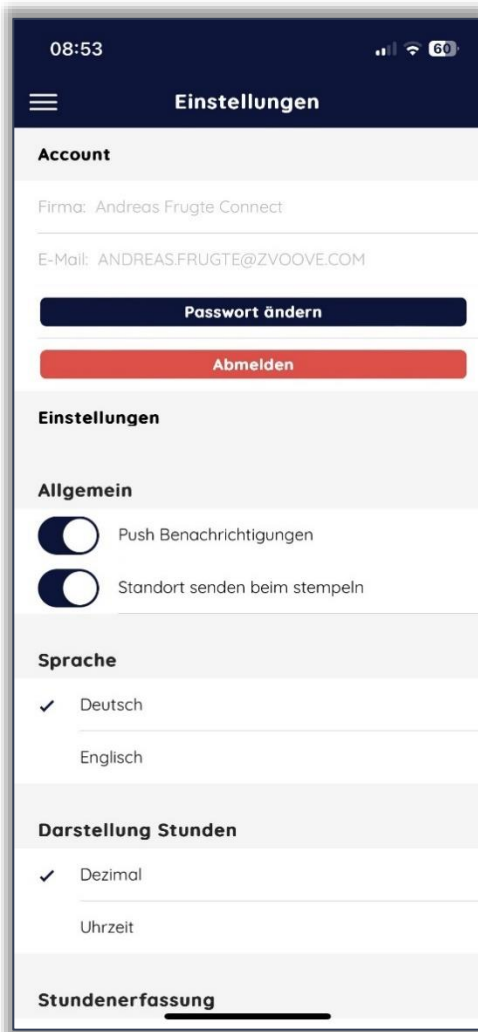 08:53
60
Einstellungen
Account
Firma: Andreas Frugte Connect
E-Mail: ANDREAS.FRUGTE@ZVOOVE.COM
Passwort ändern
Abmelden
Einstellungen
Allgemein
Push Benachrichtigungen
Standort senden beim stempeln
Sprache
Deutsch
Englisch
Darstellung Stunden
Dezimal
Uhrzeit
Stundenerfassung